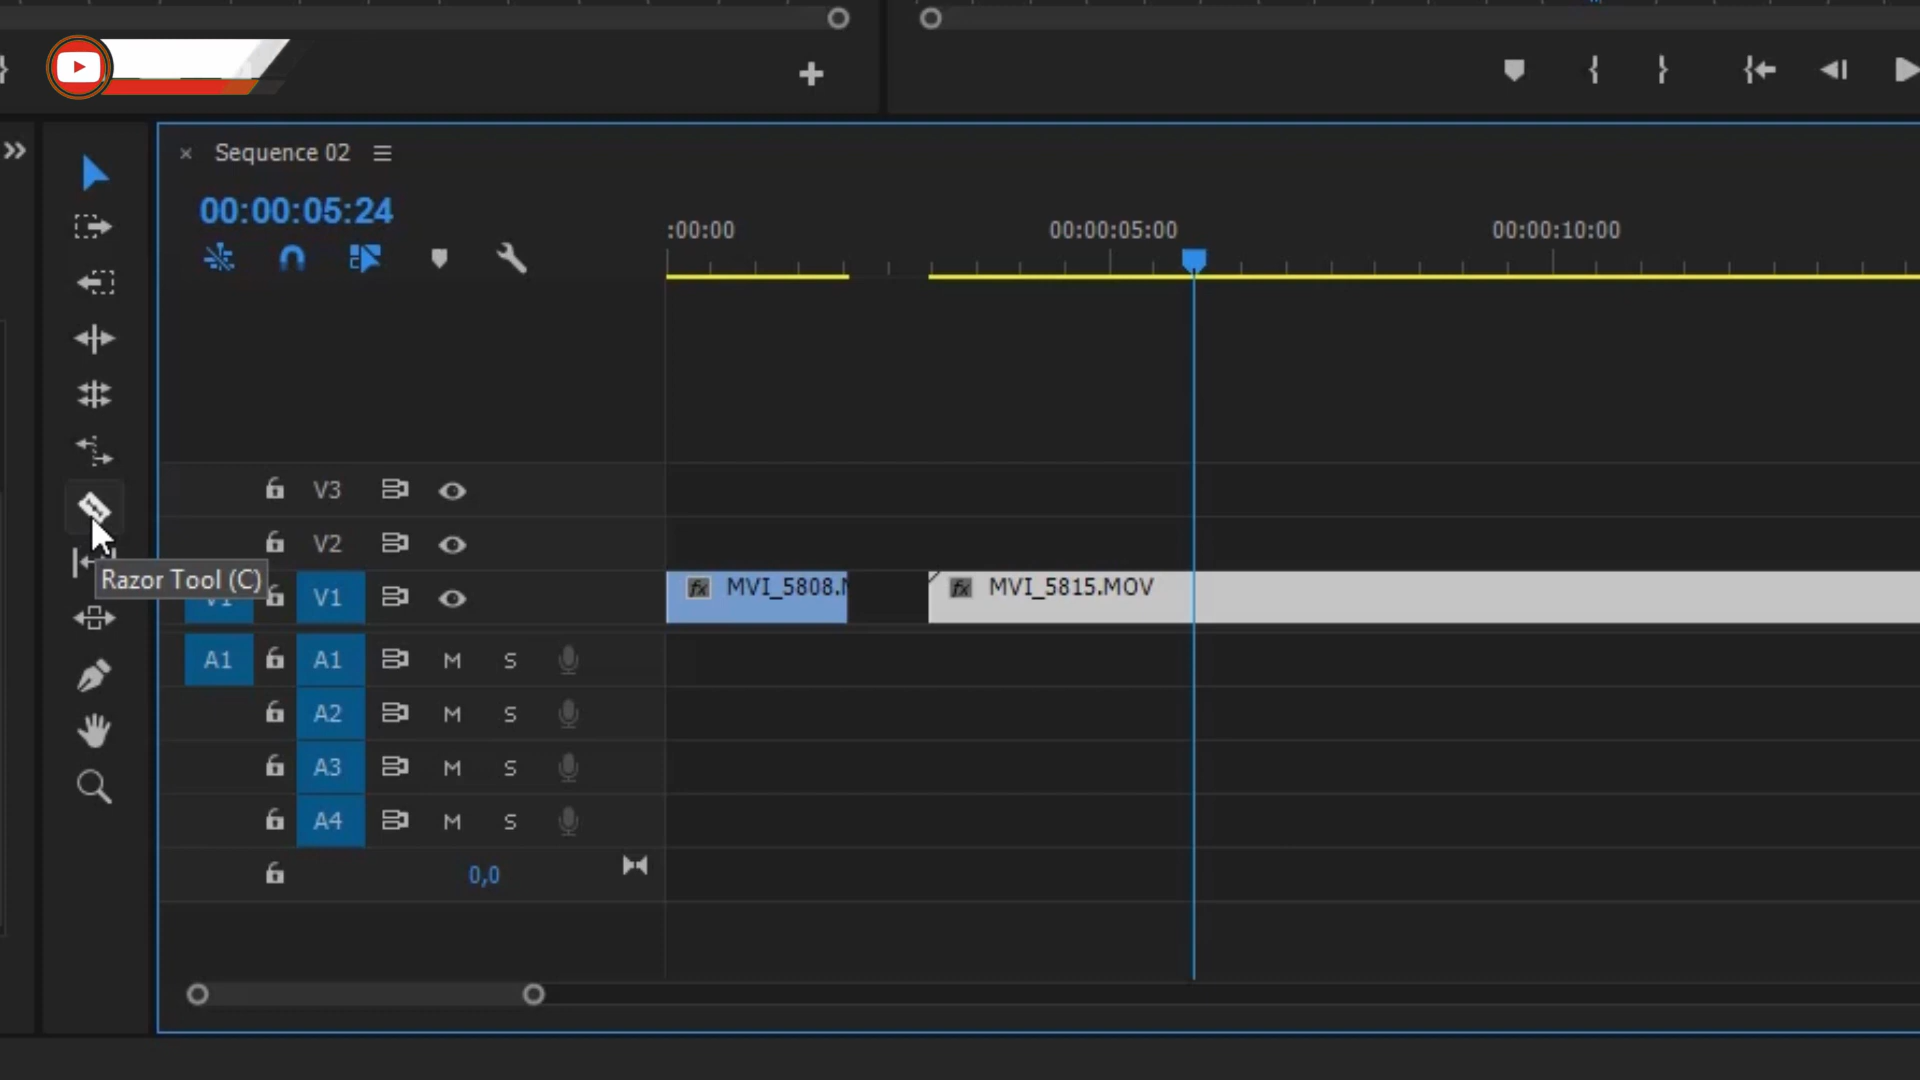 Sequence 02
00:00:05:24
:00:00 00:00:05:00 00:00:10:00
V3
V2
Razor Tool (C)
V1 V1
MVI_5808.M MVI_5815.MOV
A1 A1 M S
A2 M S
A3 M S
A4 M S
0,0